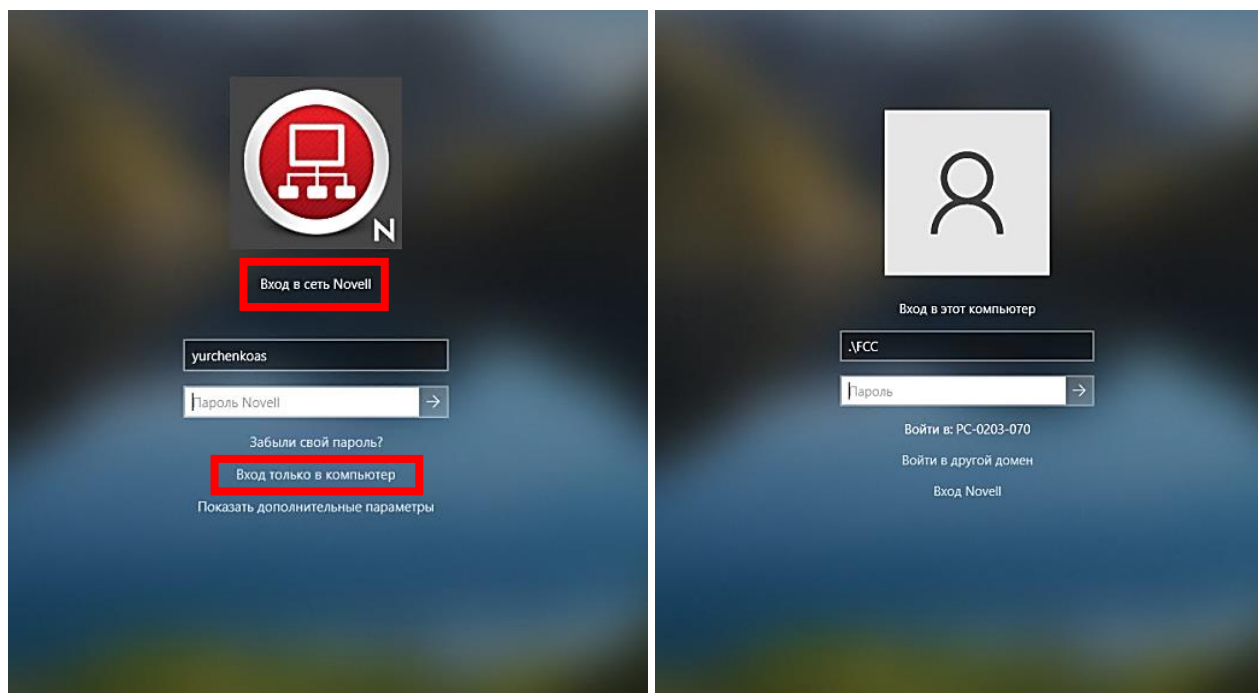 N
Вход в сеть Novell
yurchenkoas
Пароль Novell
Забыли свой пароль?
Вход только в компьютер
Показать дополнительные параметры
Вход в этот компьютер
.\FCC
Пароль
Войти в: PC-0203-070
Войти в другой домен
Вход Novell